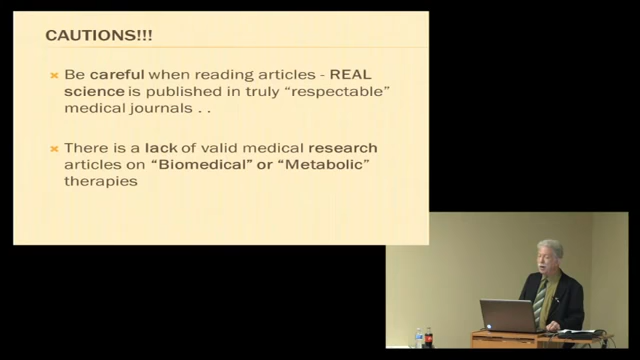 CAUTIONS!!!
Be careful when reading articles - REAL
science is published in truly “respectable”
medical journals . .
There is a lack of valid medical research
articles on “Biomedical” or “Metabolic”
therapies